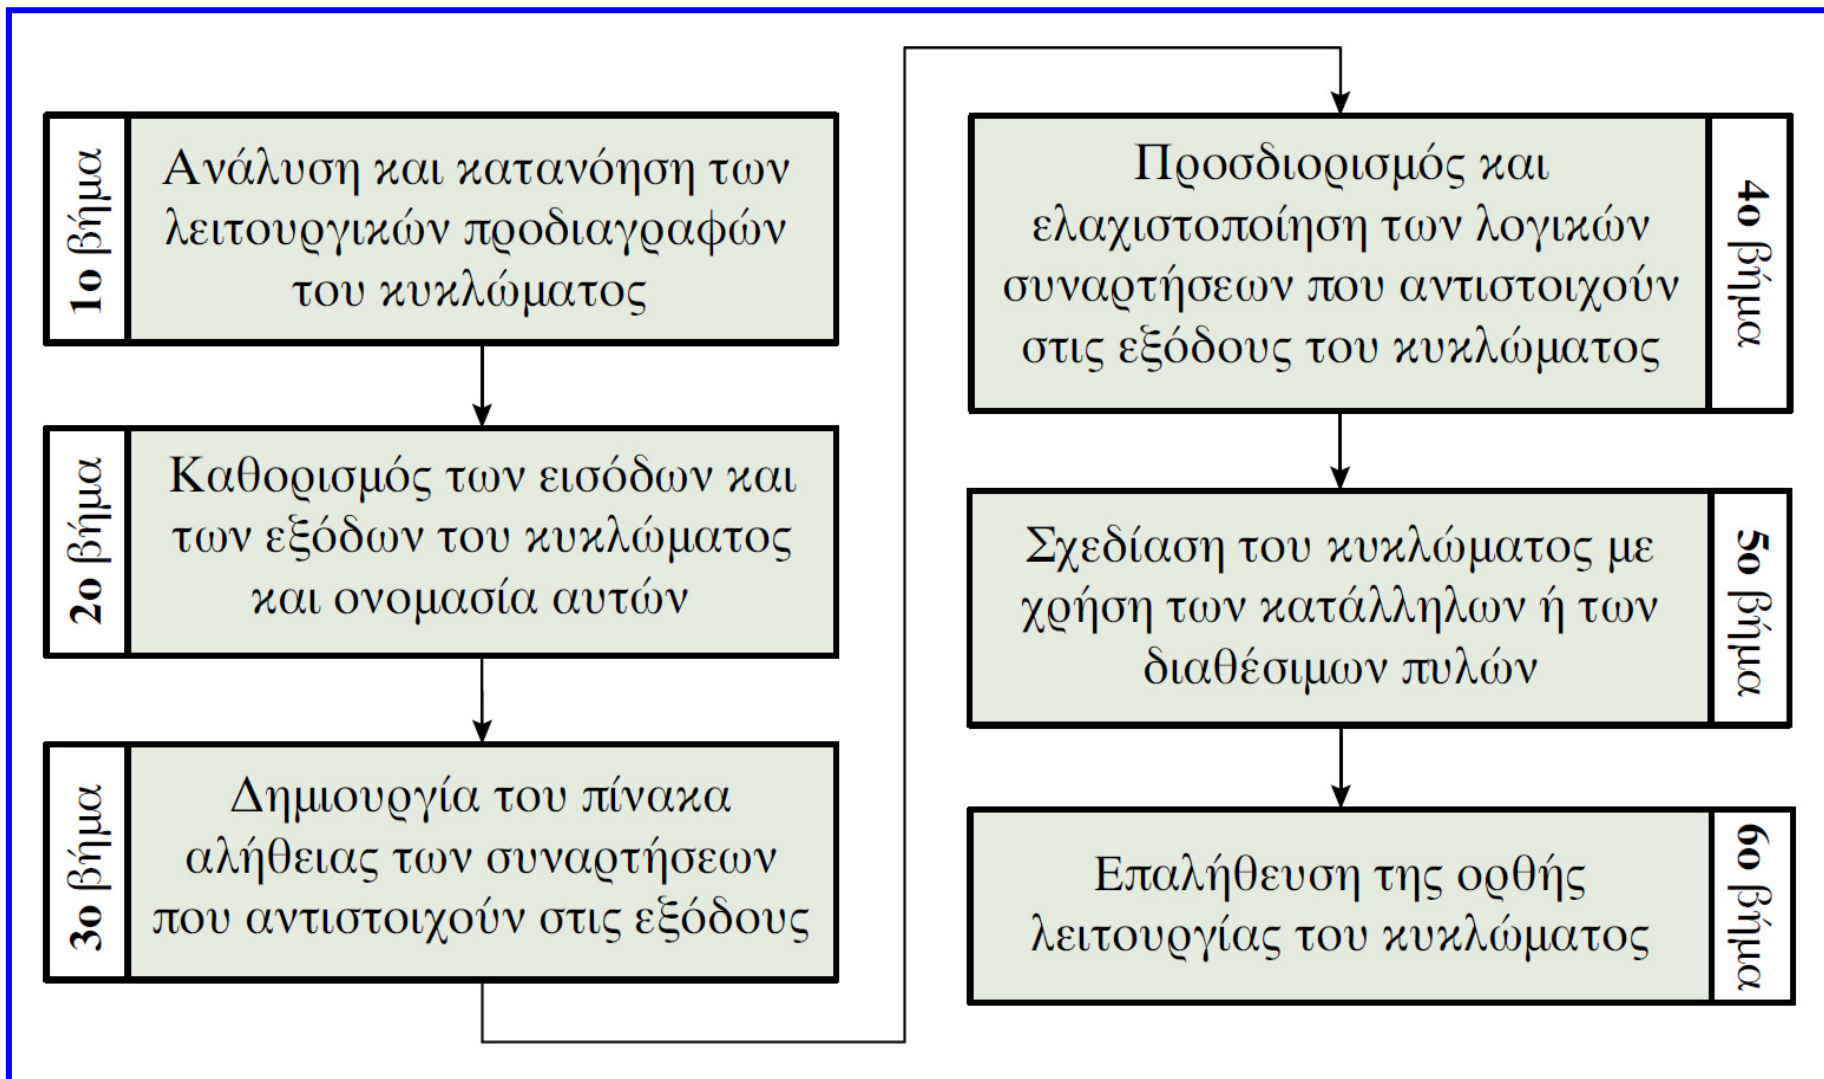 1ο βήμα
Ανάλυση και κατανόηση των
λειτουργικών προδιαγραφών
του κυκλώματος
2ο βήμα
Καθορισμός των εισόδων και
των εξόδων του κυκλώματος
και ονομασία αυτών
3ο βήμα
Δημιουργία του πίνακα
αλήθειας των συναρτήσεων
που αντιστοιχούν στις εξόδους
4ο βήμα
Προσδιορισμός και
ελαχιστοποίηση των λογικών
συναρτήσεων που αντιστοιχούν
στις εξόδους του κυκλώματος
5ο βήμα
Σχεδίαση του κυκλώματος με
χρήση των κατάλληλων ή των
διαθέσιμων πυλών
6ο βήμα
Επαλήθευση της ορθής
λειτουργίας του κυκλώματος